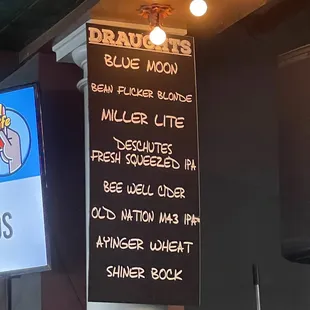 DRAUGHTS
BLUE MOON
BEAN FLICKER BLONDE
MILLER LITE
DESCHUTES
FRESH SQUEEZED IPA
BEE WELL CIDER
OLD NATION M43 IPA
AYINGER WHEAT
SHINER BOCK